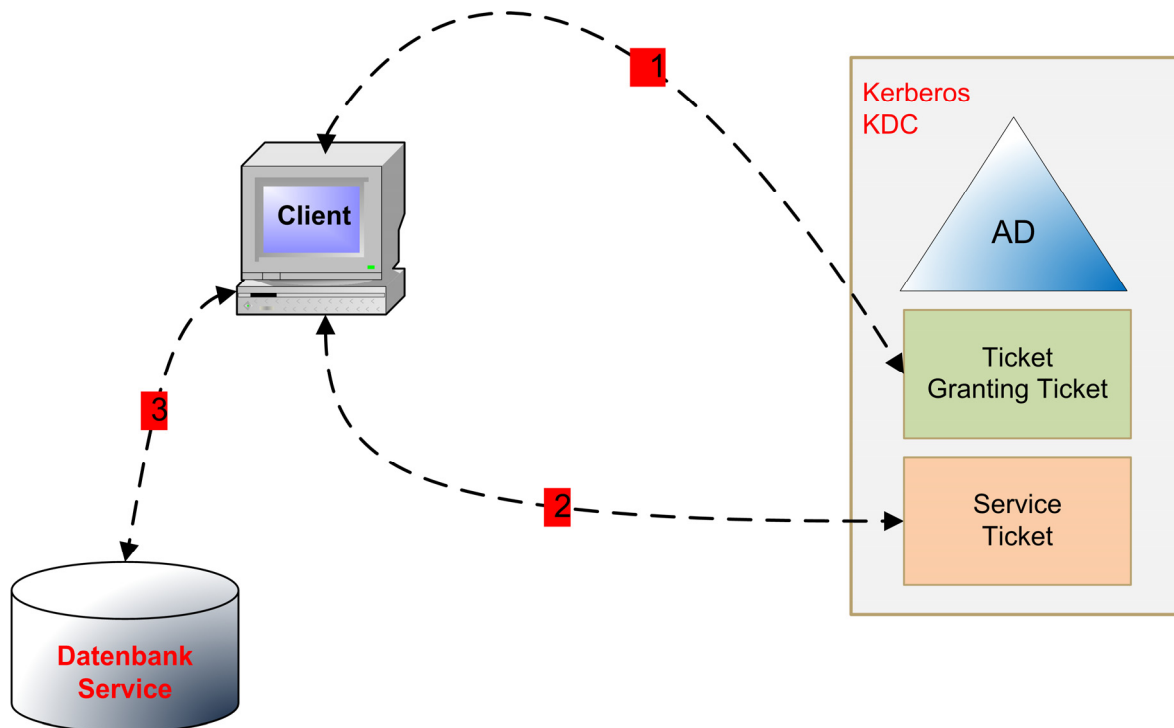 1
Kerberos
KDC
Client
AD
Ticket
Granting Ticket
3
2
Service
Ticket
Datenbank
Service